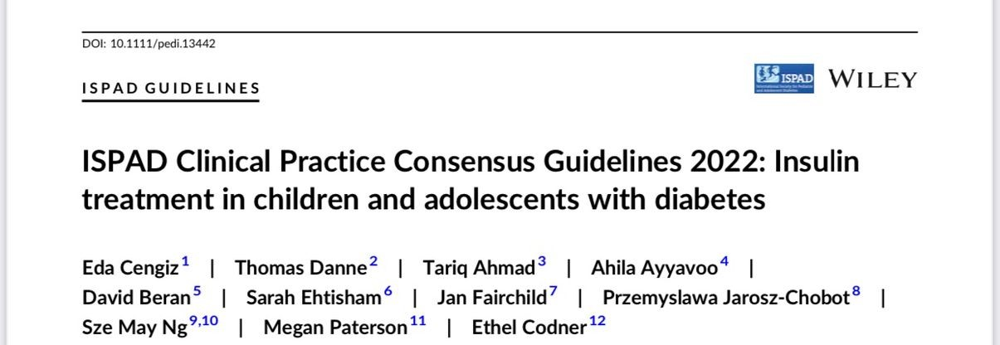 DOI: 10.1111/pedi.13442
ISPAD GUIDELINES
ISPAD
WILEY
ISPAD Clinical Practice Consensus Guidelines 2022: Insulin
treatment in children and adolescents with diabetes
Eda Cengiz1 | Thomas Danne2 | Tariq Ahmad3 | Ahila Ayyavoo4 |
David Beran5 | Sarah Ehtisham6 | Jan Fairchild7 | Przemyslawa Jarosz-Chobot8 |
Sze May Ng9,10 | Megan Paterson11 | Ethel Codner12